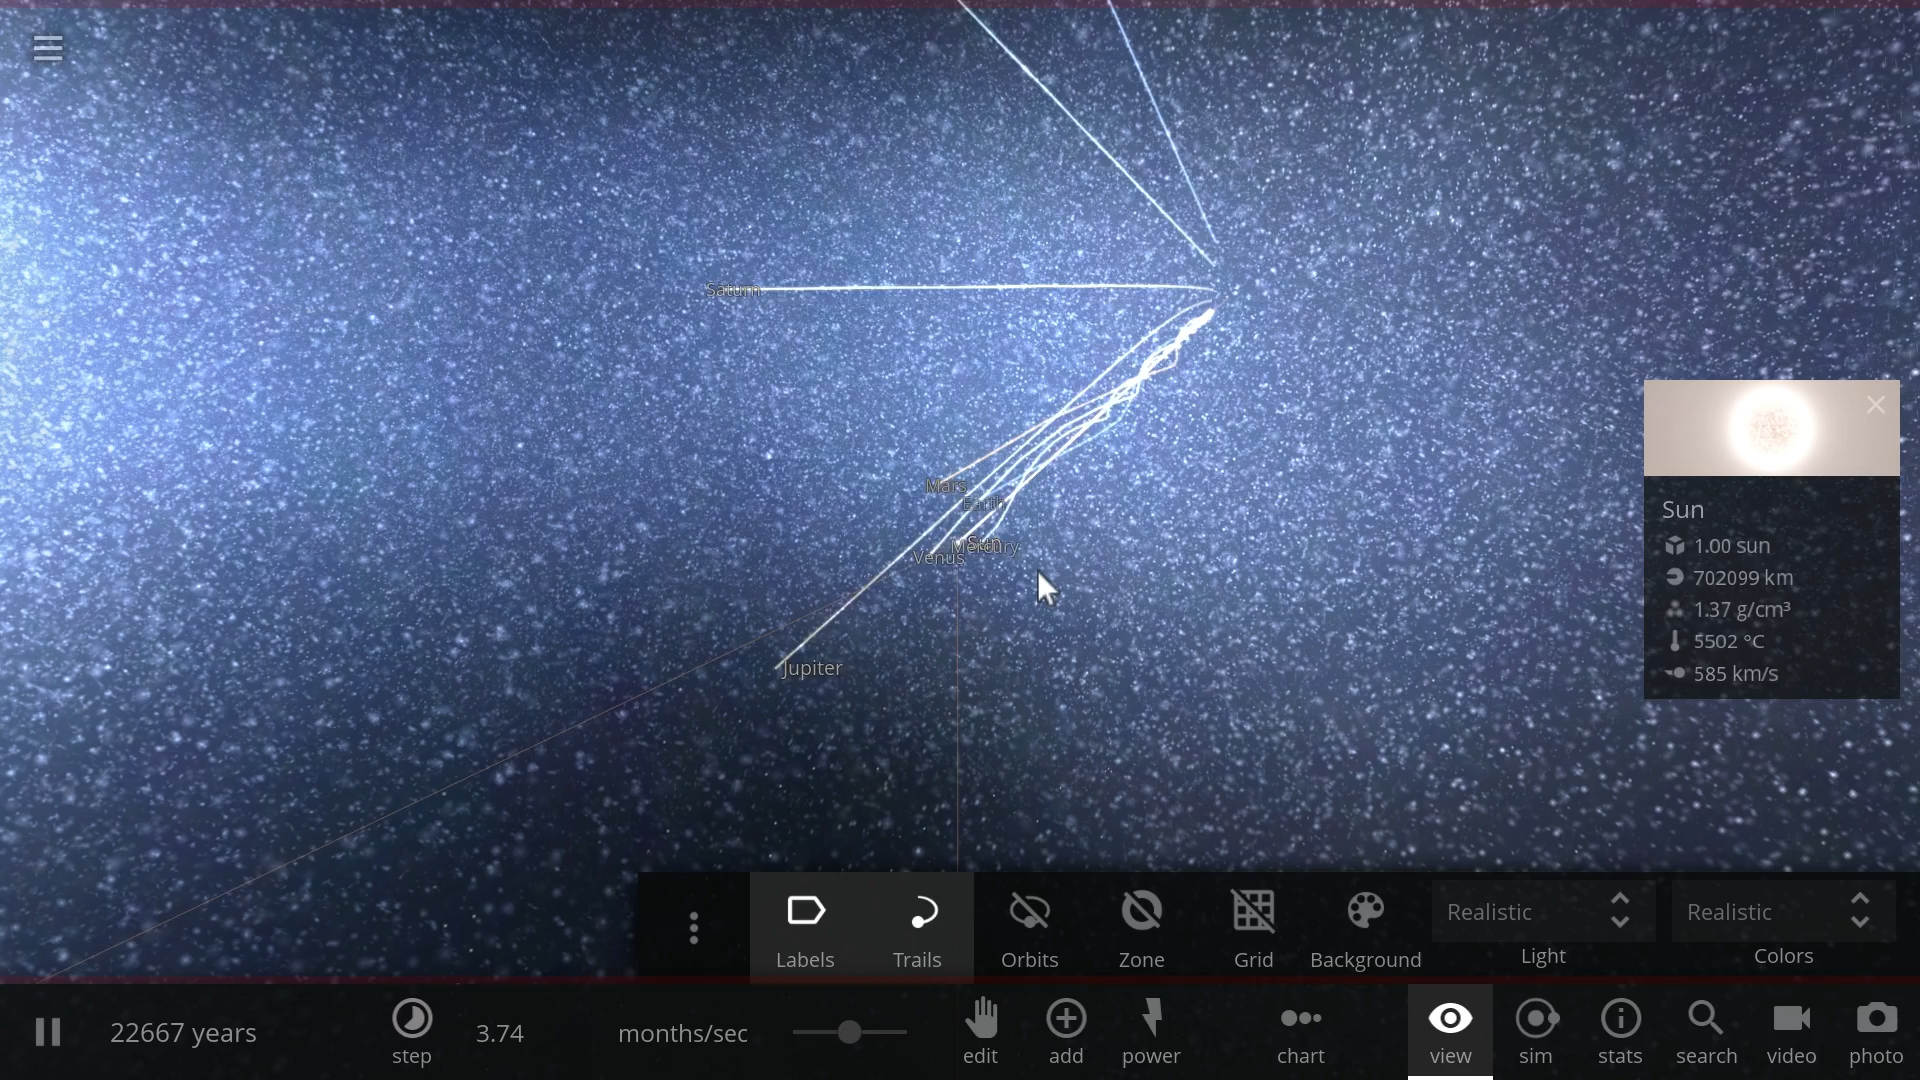 Saturn
Mars
Earth
Sun
Mercury
Venus
Jupiter
Sun
1.00 sun
702099 km
1.37 g/cm³
5502 °C
585 km/s
Labels
Trails
Orbits
Zone
Grid
Background
Realistic
Light
Realistic
Colors
22667 years
step
3.74
months/sec
edit
add
power
chart
view
sim
stats
search
video
photo